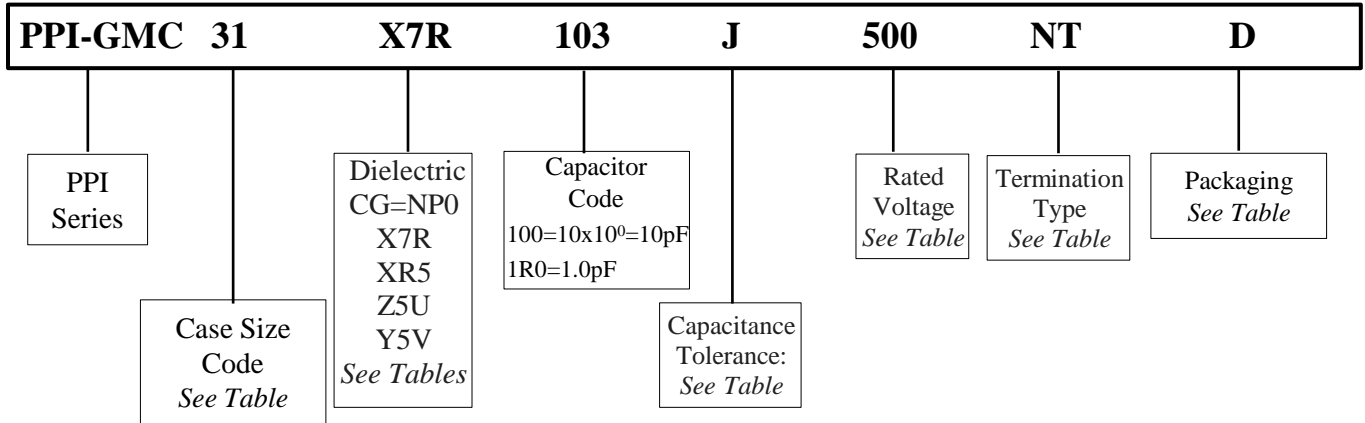 PPI-GMC 31 X7R 103 J 500 NT D
PPI
Series
Case Size
Code
See Table
Dielectric
CG=NP0
X7R
XR5
Z5U
Y5V
See Tables
Capacitor
Code
100=10x10⁰=10pF
1R0=1.0pF
Capacitance
Tolerance:
See Table
Rated
Voltage
See Table
Termination
Type
See Table
Packaging
See Table